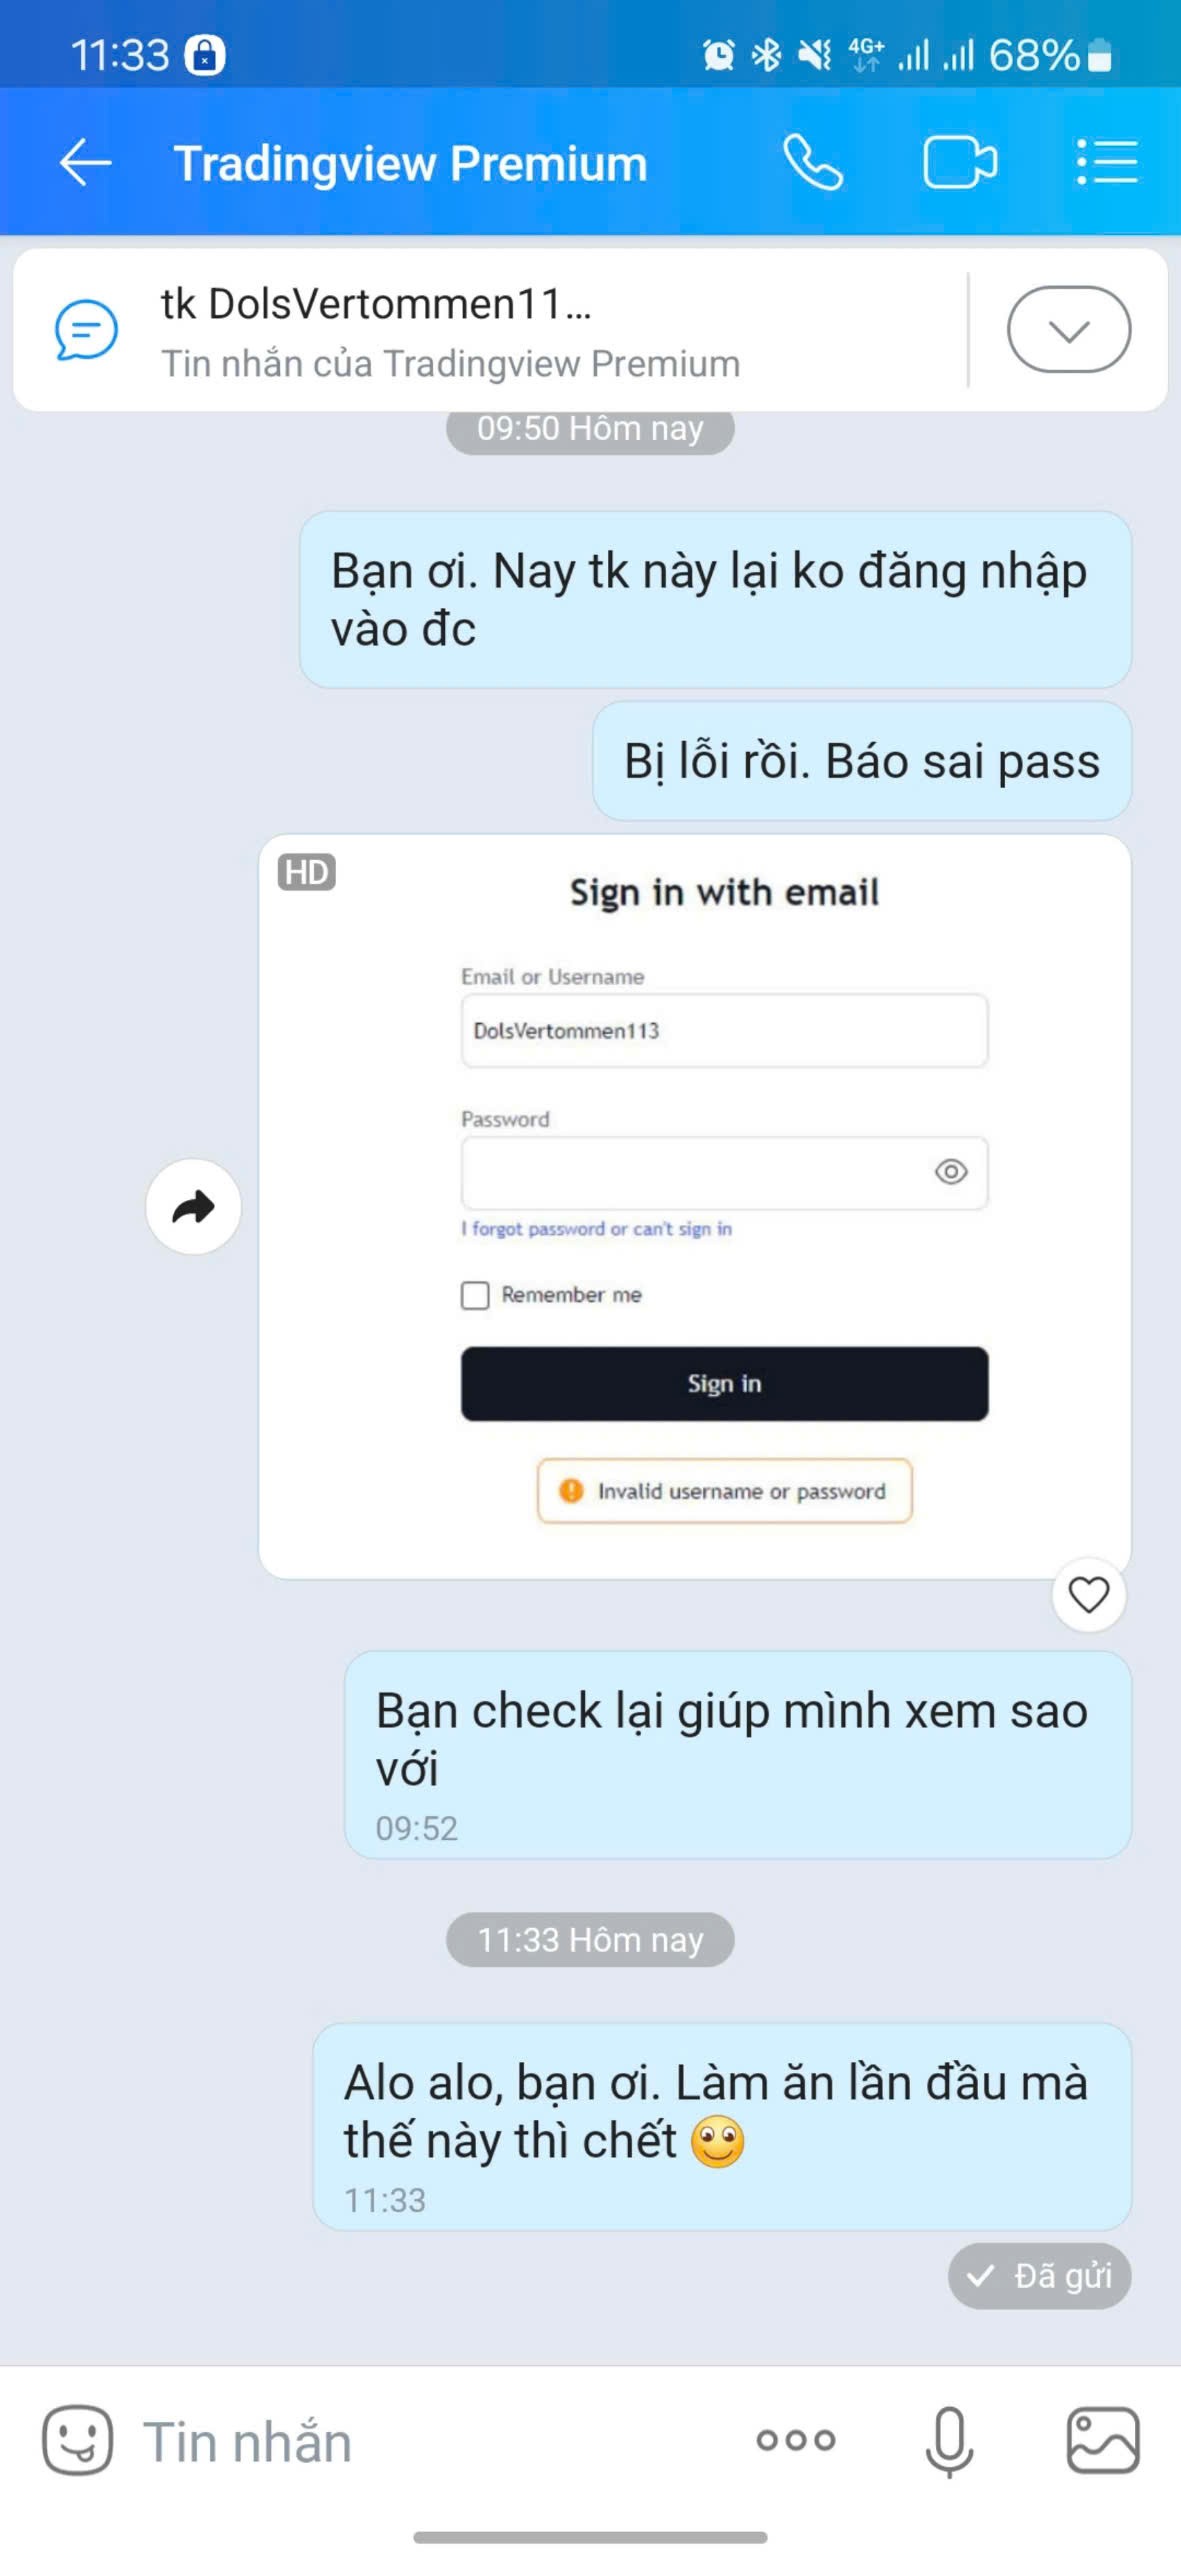 11:33
4G+ 68%
Tradingview Premium
tk DolsVertommen11...
Tin nhắn của Tradingview Premium
09:50 Hôm nay
Bạn ơi. Nay tk này lại ko đăng nhập
vào đc
Bị lỗi rồi. Báo sai pass
HD
Sign in with email
Email or Username
DolsVertommen113
Password
I forgot password or can't sign in
Remember me
Sign in
Invalid username or password
Bạn check lại giúp mình xem sao
với
09:52
11:33 Hôm nay
Alo alo, bạn ơi. Làm ăn lần đầu mà
thế này thì chết 🙄
11:33
Đã gửi
Tin nhắn